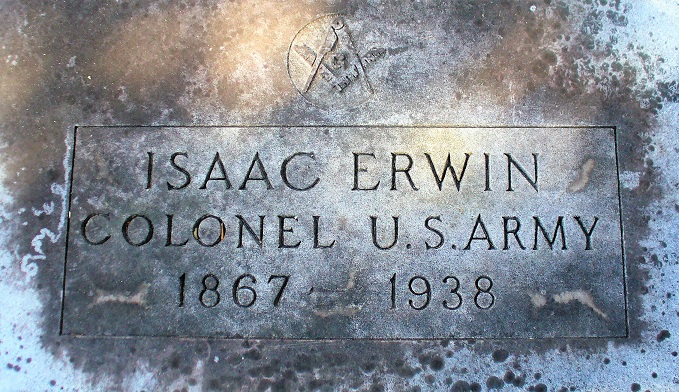 ISAAC ERWIN
COLONEL U.S. ARMY
1867 1938